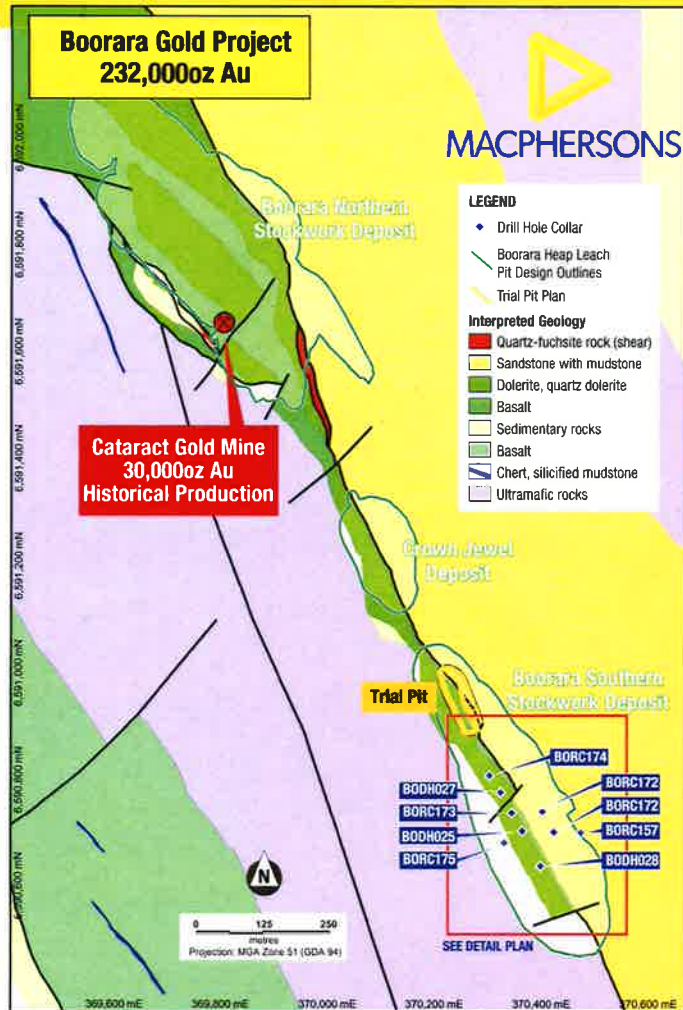 Boorara Gold Project
232,000oz Au
MACPHERSONS
LEGEND
Drill Hole Collar
Boorara Heap Leach
Pit Design Outlines
Trial Pit Plan
Interpreted Geology
Quartz-fuchsite rock (shear)
Sandstone with mudstone
Dolerite, quartz dolerite
Basalt
Sedimentary rocks
Basalt
Chert, silicified mudstone
Ultramafic rocks
Boorara Northern
Stockwork Deposit
Cataract Gold Mine
30,000oz Au
Historical Production
Crown Jewel
Deposit
Boorara Southern
Stockwork Deposit
Trial Pit
BORC174
BODH027
BORC172
BORC173
BORC172
BODH025
BORC157
BORC175
BODH028
SEE DETAIL PLAN
N
0 125 250
metres
Projection: MGA Zone 51 (GDA 94)
6,592,000 mN
6,591,800 mN
6,591,600 mN
6,591,400 mN
6,591,200 mN
6,591,000 mN
6,590,800 mN
6,590,600 mN
369,600 mE
369,800 mE
370,000 mE
370,200 mE
370,400 mE
370,600 mE